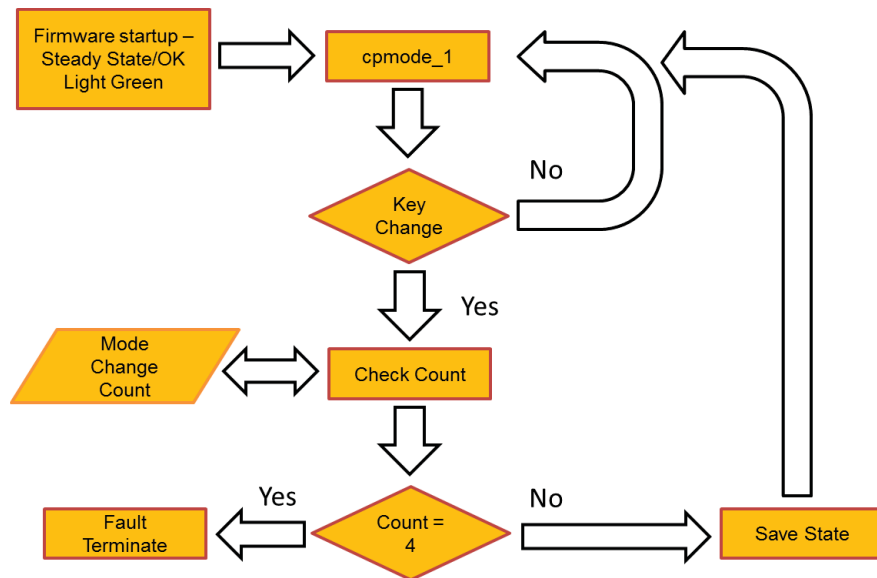 Firmware startup –
Steady State/OK
Light Green
cpmode_1
No
Key
Change
Yes
Mode
Change
Count
Check Count
Yes
No
Fault
Terminate
Count =
4
Save State